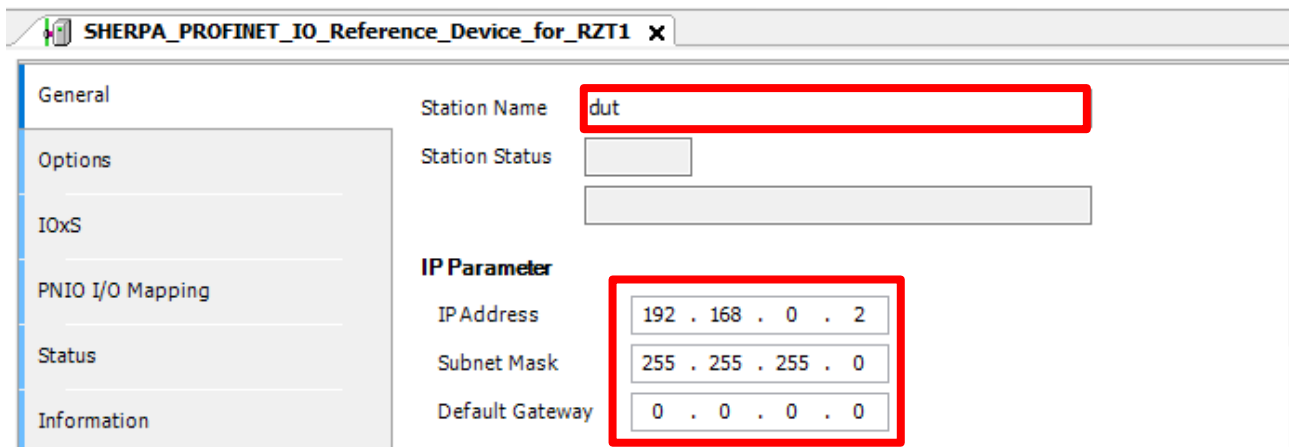 SHERPA_PROFINET_IO_Reference_Device_for_RZT1
General
Options
IOxS
PNIO I/O Mapping
Status
Information
Station Name dut
Station Status
IP Parameter
IP Address 192 . 168 . 0 . 2
Subnet Mask 255 . 255 . 255 . 0
Default Gateway 0 . 0 . 0 . 0